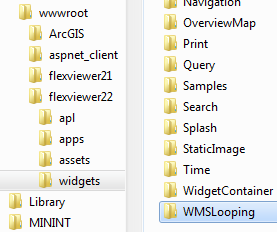 wwwroot
ArcGIS
aspnet_client
flexviewer21
flexviewer22
apl
apps
assets
widgets
Library
MININT
Navigation
OverviewMap
Print
Query
Samples
Search
Splash
StaticImage
Time
WidgetContainer
WMSLooping